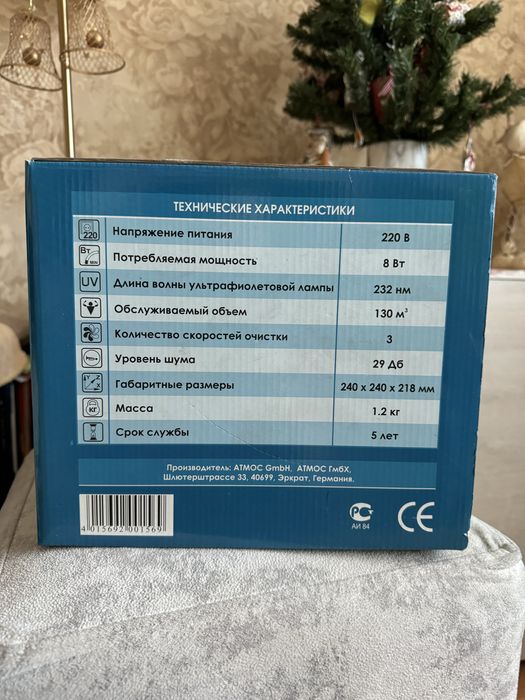 ТЕХНИЧЕСКИЕ ХАРАКТЕРИСТИКИ
220 Напряжение питания 220 В
Вт MIN Потребляемая мощность 8 Вт
UV Длина волны ультрафиолетовой лампы 232 нм
Обслуживаемый объем 130 м³
Количество скоростей очистки 3
Уровень шума 29 Дб
Габаритные размеры 240 x 240 x 218 мм
КГ Масса 1.2 кг
Срок службы 5 лет
Производитель: АТМОС GmbH, АТМОС ГмбХ,
Шлютерштрассе 33, 40699, Эркрат, Германия.
4 015692 001569
АИ 84
CE